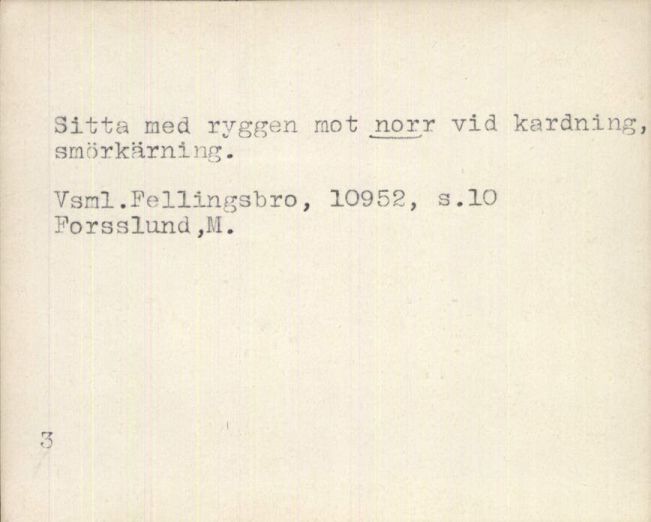 Sitta med ryggen mot norr vid kardning,
smörkärning.
Vsml.Fellingsbro, 10952, s.10
Forsslund,M.
3